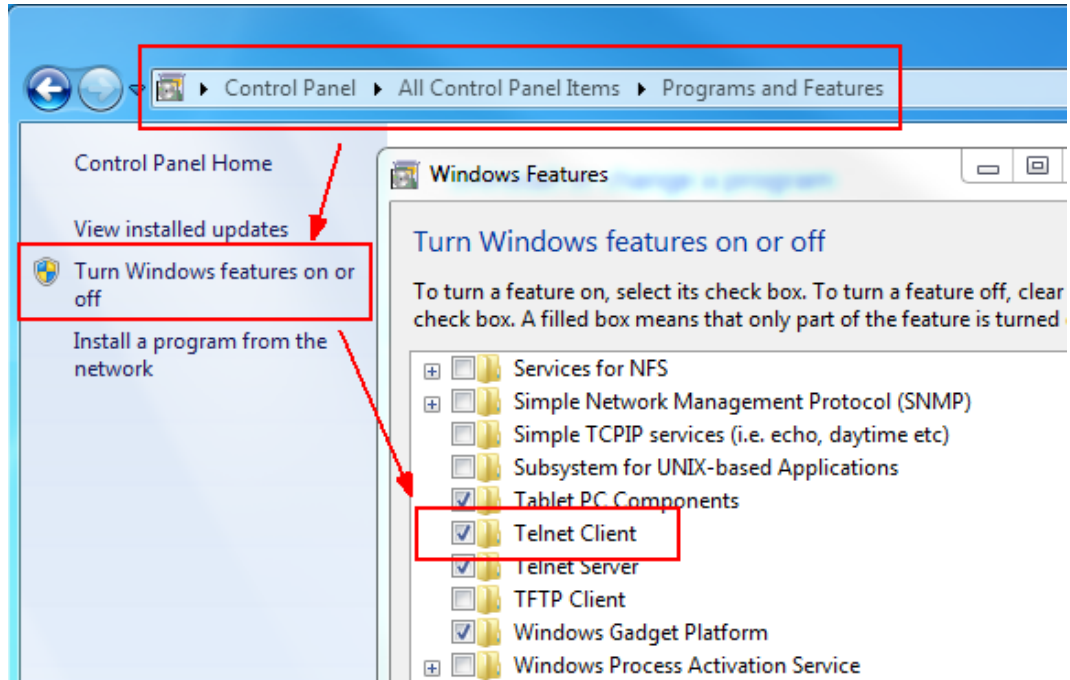 Control Panel ▸ All Control Panel Items ▸ Programs and Features
Control Panel Home
View installed updates
Turn Windows features on or
off
Install a program from the
network
Windows Features
change a program
Turn Windows features on or off
To turn a feature on, select its check box. To turn a feature off, clear
check box. A filled box means that only part of the feature is turned
Services for NFS
Simple Network Management Protocol (SNMP)
Simple TCPIP services (i.e. echo, daytime etc)
Subsystem for UNIX-based Applications
Tablet PC Components
Telnet Client
Telnet Server
TFTP Client
Windows Gadget Platform
Windows Process Activation Service